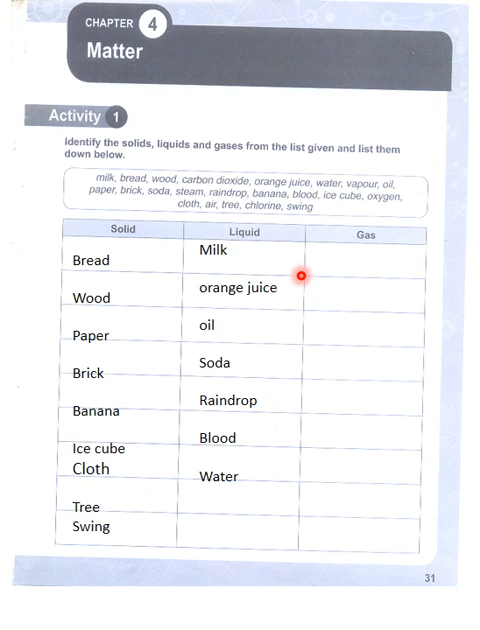 CHAPTER 4
Matter
Activity 1
Identify the solids, liquids and gases from the list given and list them
down below.
milk, bread, wood, carbon dioxide, orange juice, water, vapour, oil,
paper, brick, soda, steam, raindrop, banana, blood, ice cube, oxygen,
cloth, air, tree, chlorine, swing
Solid Liquid Gas
Bread Milk
Wood orange juice
Paper oil
Brick Soda
Banana Raindrop
Ice cube Blood
Cloth Water
Tree
Swing
31